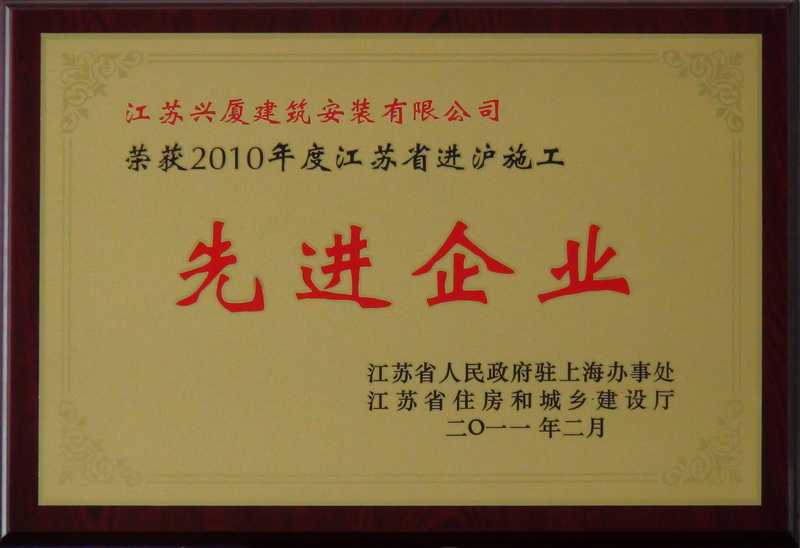 江苏兴厦建筑安装有限公司
荣获2010年度江苏省进沪施工
先进企业
江苏省人民政府驻上海办事处
江苏省住房和城乡建设厅
二〇一一年二月